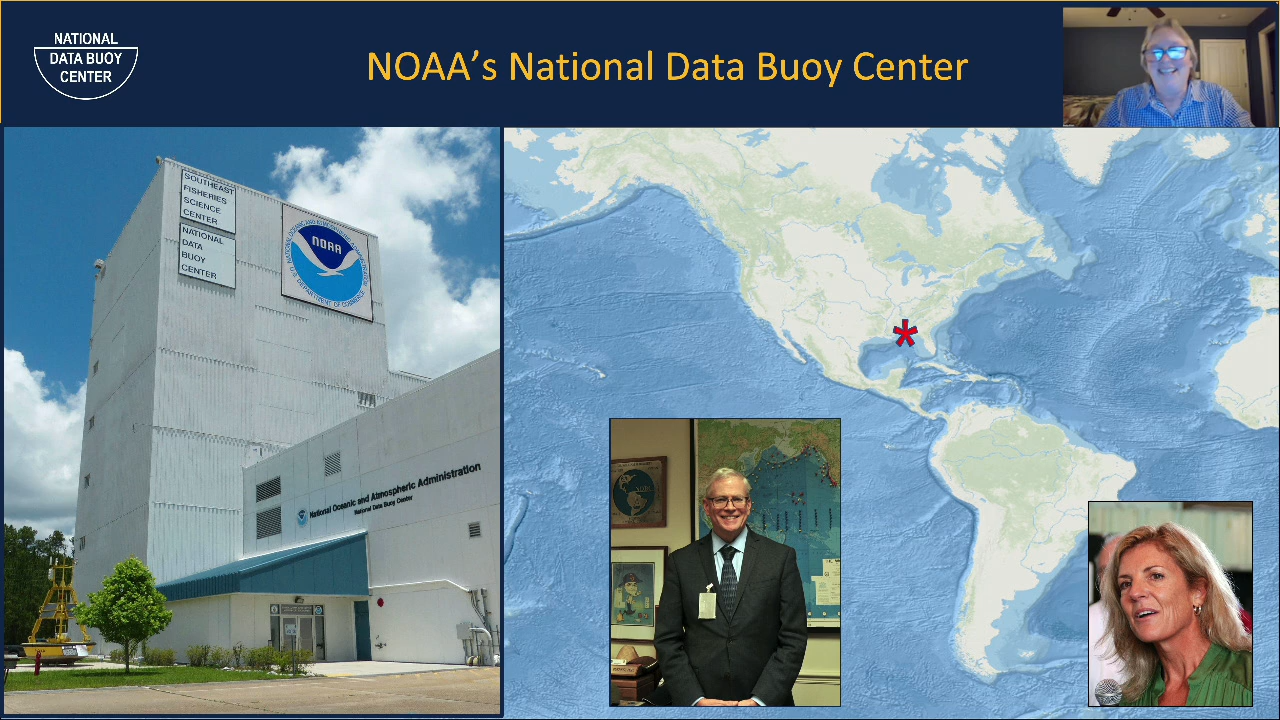 NATIONAL
DATA BUOY
CENTER
NOAA's National Data Buoy Center
SOUTHEAST
FISHERIES
SCIENCE
CENTER
NATIONAL
DATA
BUOY
CENTER
NOAA
National Oceanic and Atmospheric Administration
National Data Buoy Center